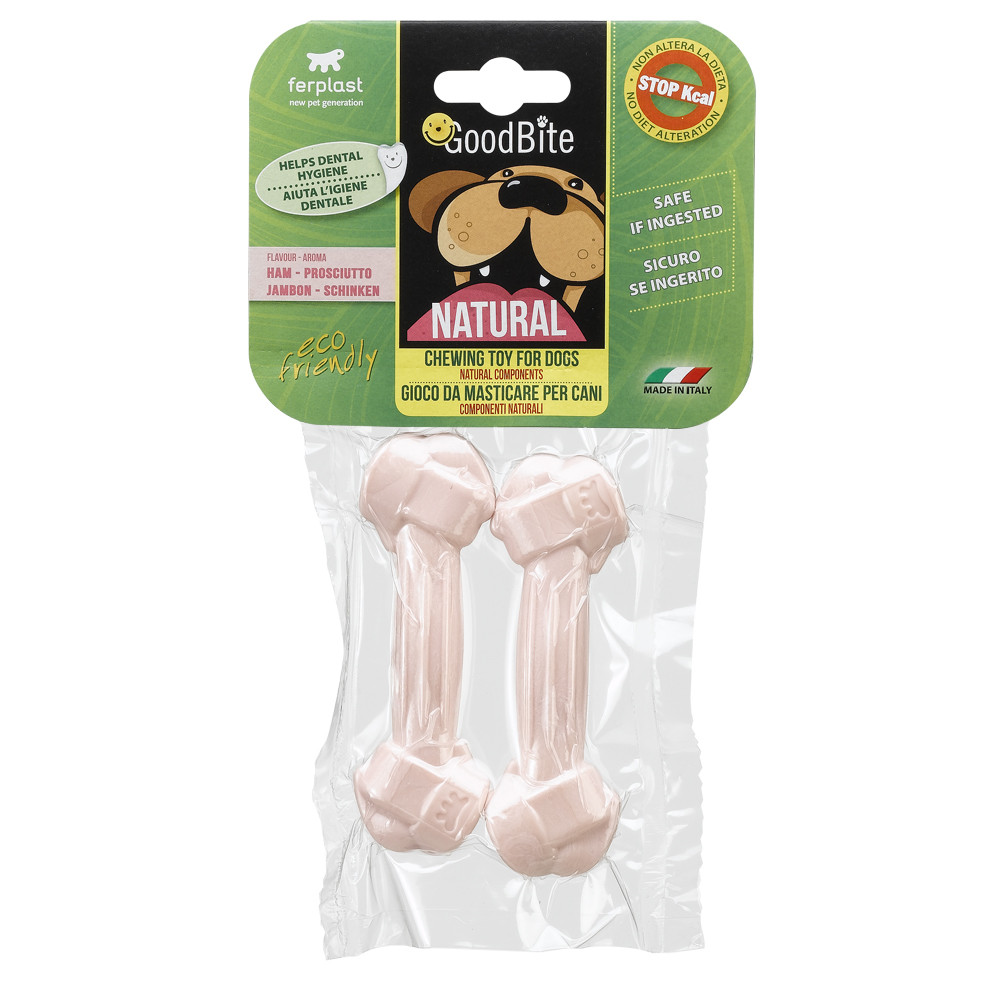 ferplast
new pet generation
GoodBite
NON ALTERA LA DIETA
STOP Kcal
NO DIET ALTERATION
HELPS DENTAL
HYGIENE
AIUTA L'IGIENE
DENTALE
FLAVOUR - AROMA
HAM - PROSCIUTTO
JAMBON - SCHINKEN
eco
friendly
SAFE
IF INGESTED
SICURO
SE INGERITO
NATURAL
CHEWING TOY FOR DOGS
NATURAL COMPONENTS
GIOCO DA MASTICARE PER CANI
COMPONENTI NATURALI
MADE IN ITALY